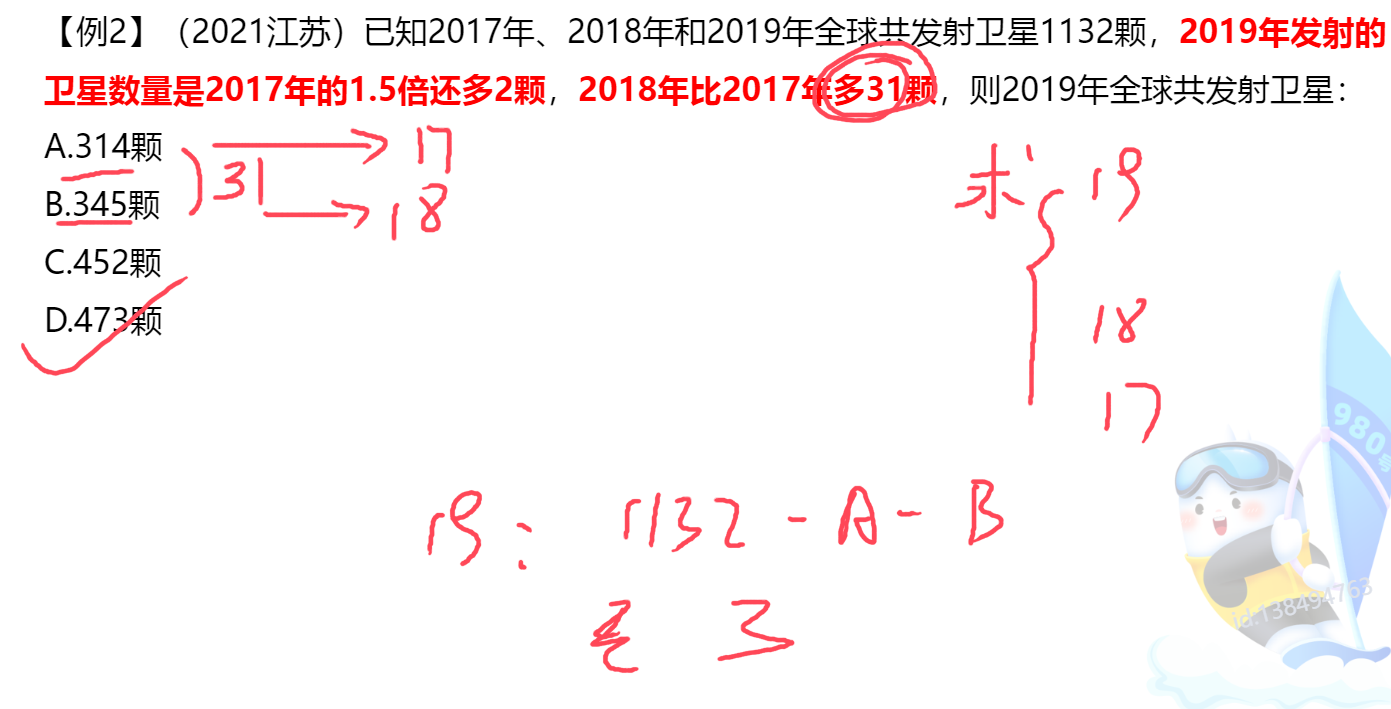 【例2】（2021江苏）已知2017年、2018年和2019年全球共发射卫星1132颗，2019年发射的
卫星数量是2017年的1.5倍还多2颗，2018年比2017年多31颗，则2019年全球共发射卫星：
A.314颗
17
31
B.345颗
18
C.452颗
D.473颗
求
19
18
17
980号
19： 1132 - A - B
3
id:138494763